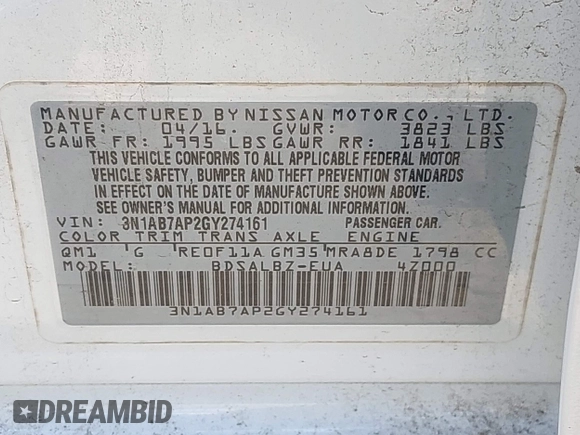 MANUFACTURED BY NISSAN MOTOR CO., LTD.
DATE: 04/16. GVWR: 3823 LBS
GAWR FR: 1995 LBS GAWR RR: 1841 LBS
THIS VEHICLE CONFORMS TO ALL APPLICABLE FEDERAL MOTOR
VEHICLE SAFETY, BUMPER AND THEFT PREVENTION STANDARDS
IN EFFECT ON THE DATE OF MANUFACTURE SHOWN ABOVE.
SEE OWNER'S MANUAL FOR ADDITIONAL INFORMATION.
VIN: 3N1AB7AP2GY274161 PASSENGER CAR.
COLOR TRIM TRANS AXLE ENGINE
QM1 G RE0F11A GM35 MRA8DE 1798 CC
BDSALBZ-EUA 4Z000
3N1AB7AP2GY274161
DREAMBID